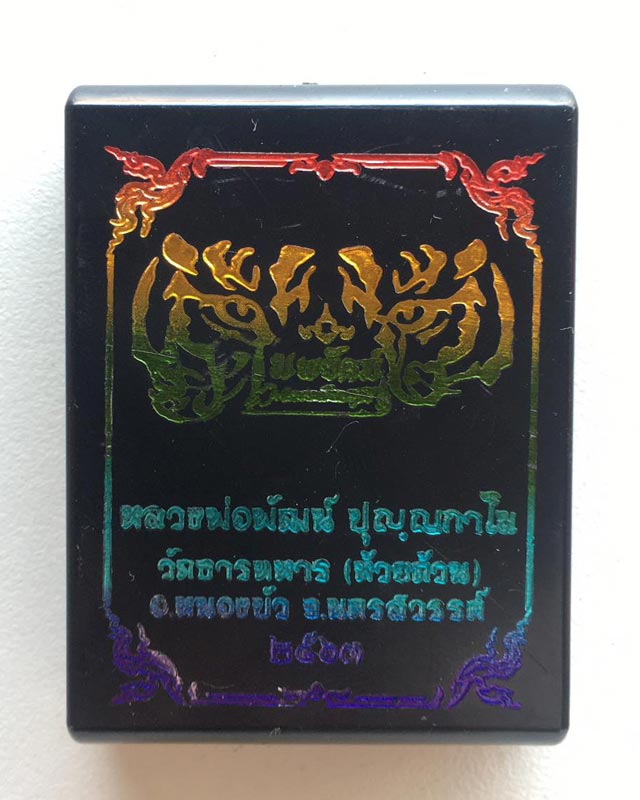 หลวงพ่อพัฒน์ ปุญญกาโม
วัดธารทหาร (ห้วยด้วน)
อ.หนองบัว จ.นครสวรรค์
๒๕๖๓